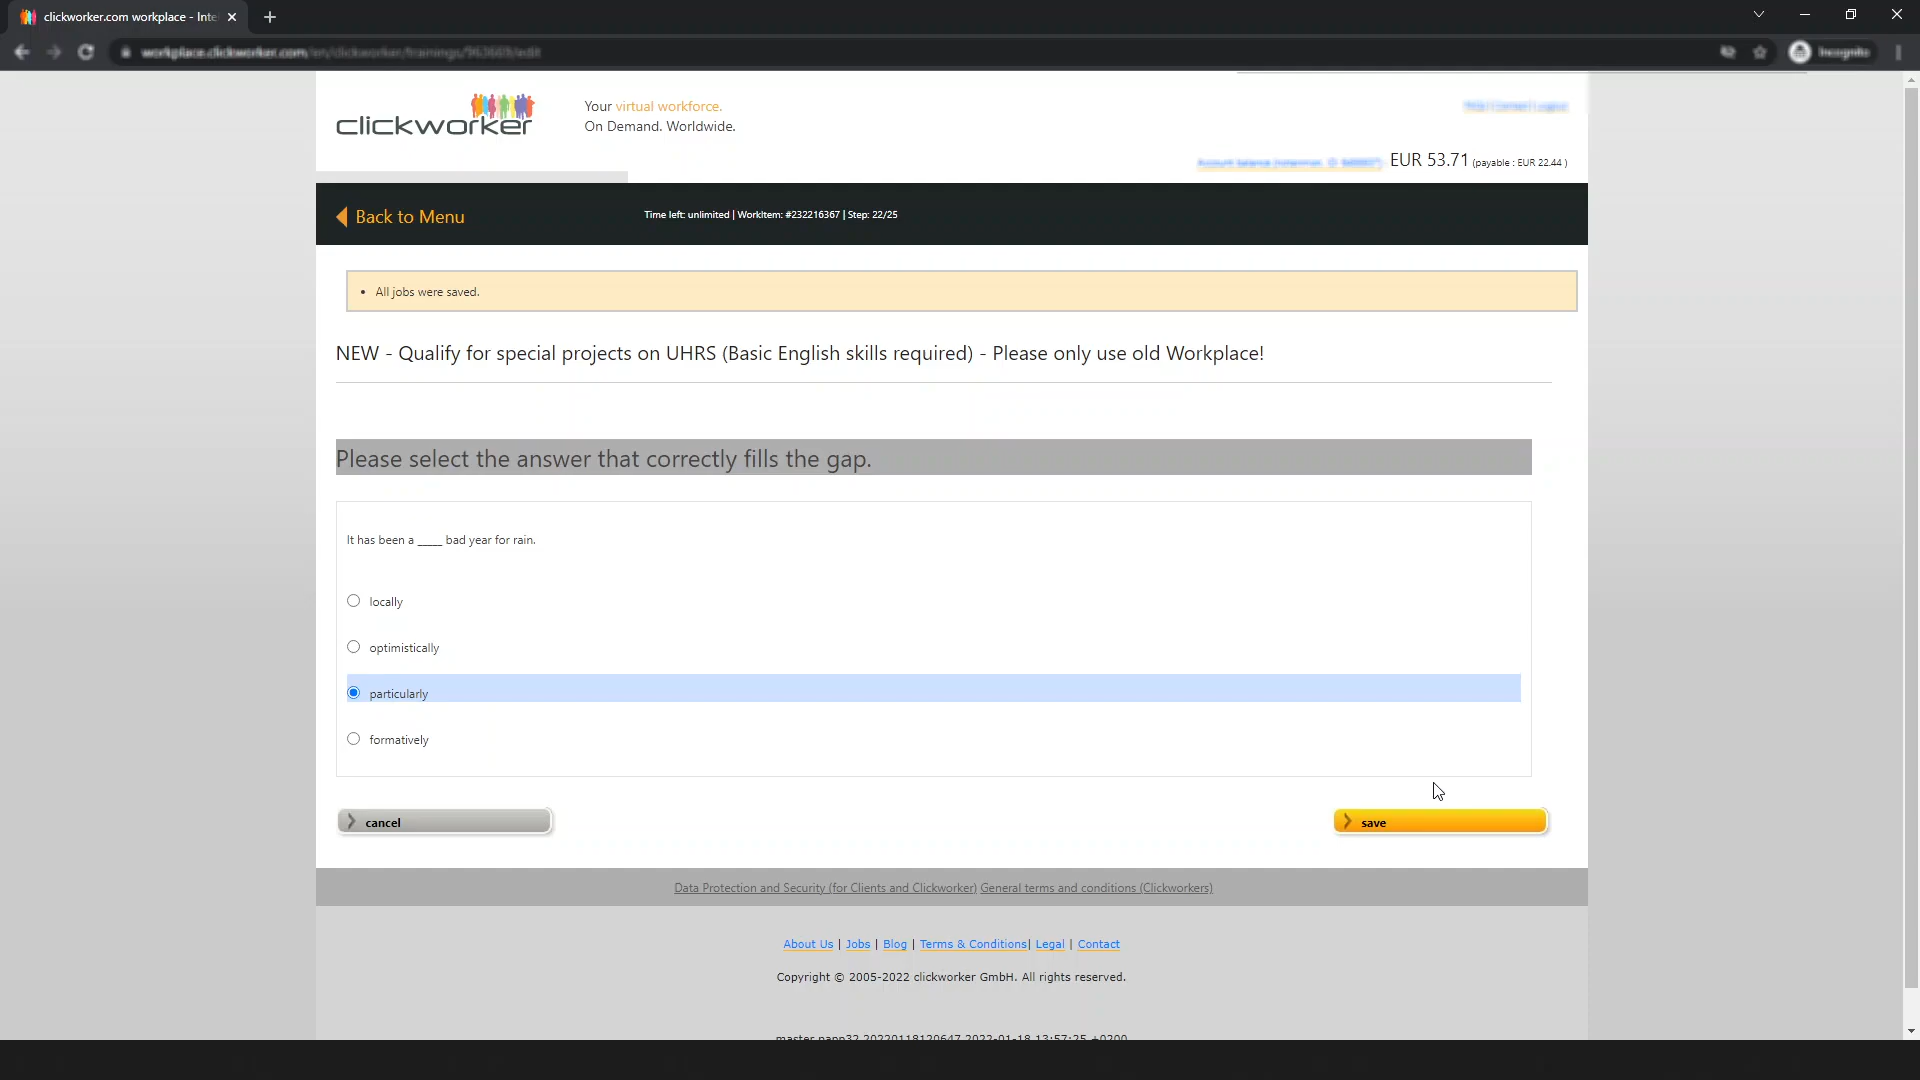 clickworker.com workplace - Inte
clickworker
Your virtual workforce.
On Demand. Worldwide.
EUR 53.71 (payable : EUR 22.44 )
Back to Menu
Time left: unlimited | WorkItem: #232216367 | Step: 22/25
All jobs were saved.
NEW - Qualify for special projects on UHRS (Basic English skills required) - Please only use old Workplace!
Please select the answer that correctly fills the gap.
It has been a _____ bad year for rain.
locally
optimistically
particularly
formatively
cancel
save
Data Protection and Security (for Clients and Clickworker) General terms and conditions (Clickworkers)
About Us | Jobs | Blog | Terms & Conditions| Legal | Contact
Copyright © 2005-2022 clickworker GmbH. All rights reserved.